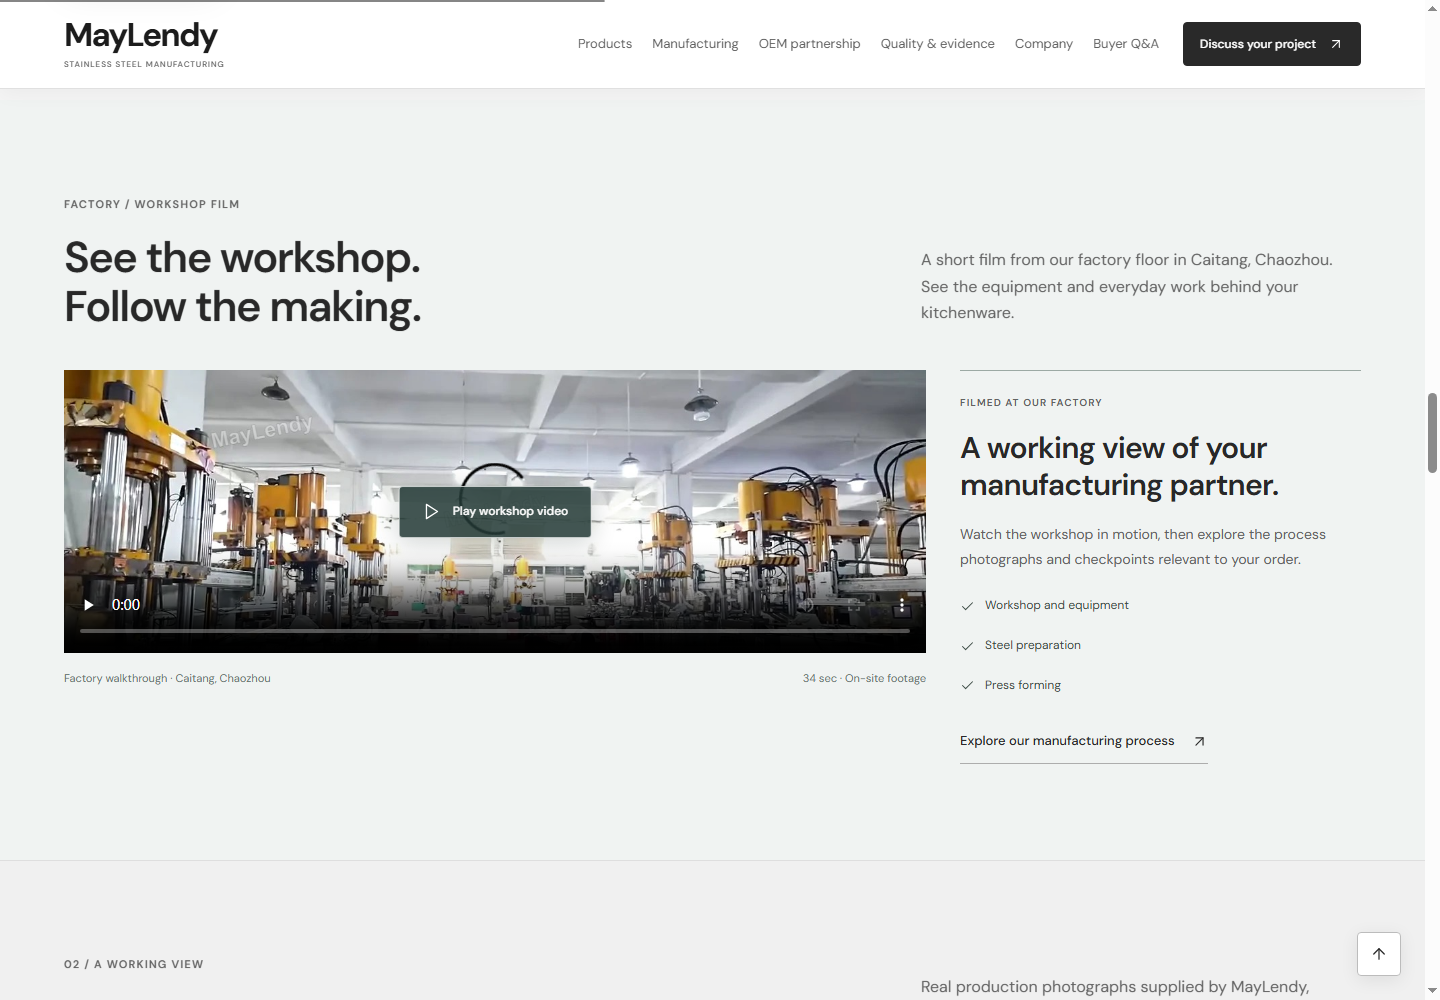 MayLendy
STAINLESS STEEL MANUFACTURING
Products
Manufacturing
OEM partnership
Quality & evidence
Company
Buyer Q&A
Discuss your project
FACTORY / WORKSHOP FILM
See the workshop.
Follow the making.
A short film from our factory floor in Caitang, Chaozhou.
See the equipment and everyday work behind your
kitchenware.
MayLendy
Play workshop video
0:00
Factory walkthrough · Caitang, Chaozhou
34 sec · On-site footage
FILMED AT OUR FACTORY
A working view of your
manufacturing partner.
Watch the workshop in motion, then explore the process
photographs and checkpoints relevant to your order.
Workshop and equipment
Steel preparation
Press forming
Explore our manufacturing process
02 / A WORKING VIEW
Real production photographs supplied by MayLendy,